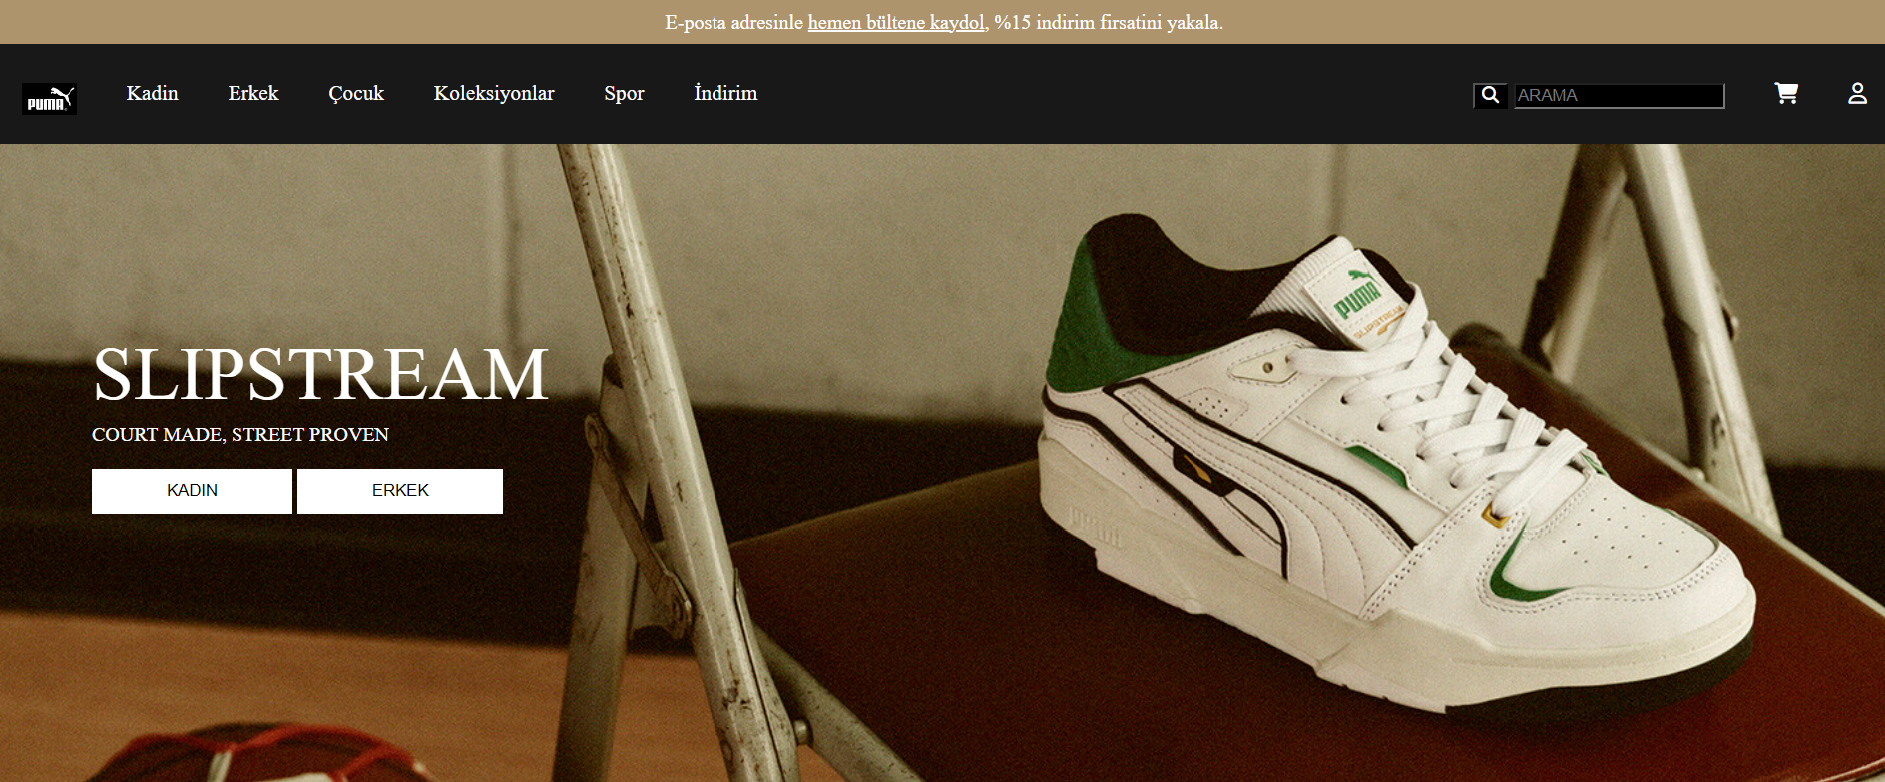 E-posta adresinle hemen bültene kaydol, %15 indirim firsatini yakala.
PUMA
Kadin
Erkek
Çocuk
Koleksiyonlar
Spor
İndirim
ARAMA
PUMA
SLIPSTREAM
SLIPSTREAM
COURT MADE, STREET PROVEN
KADIN
ERKEK
PUMA